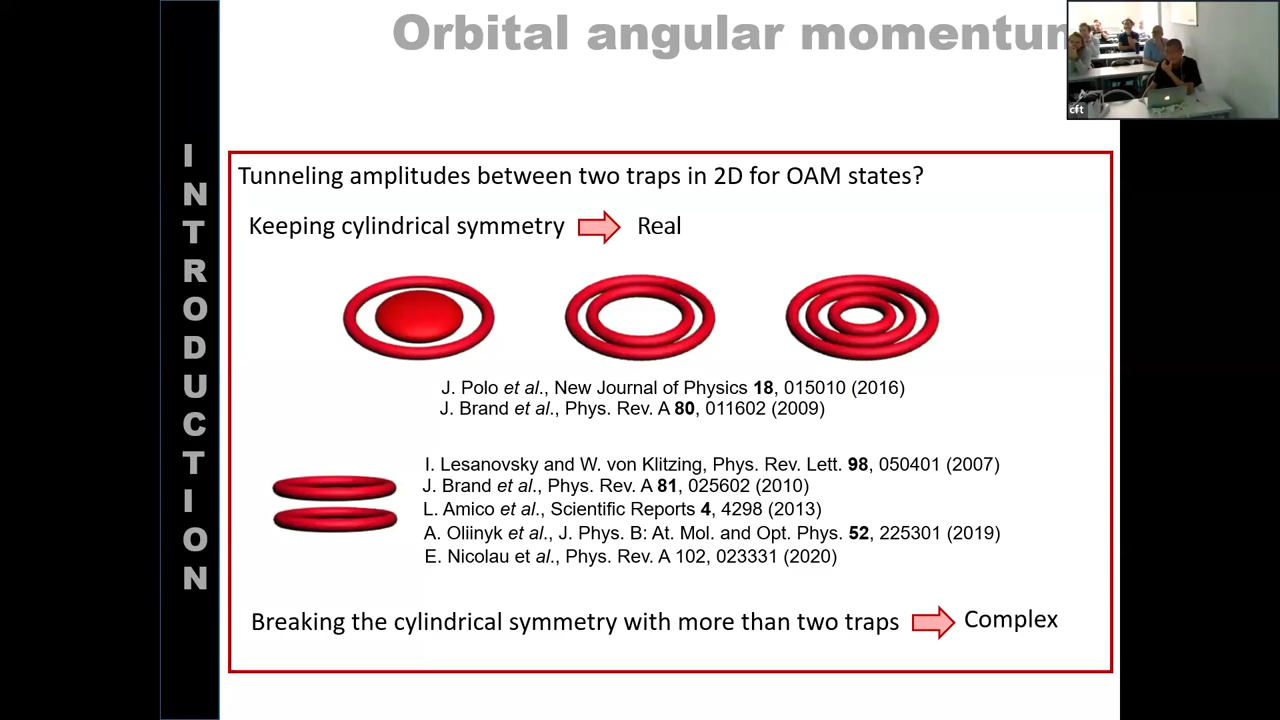 Orbital angular momentum
cft
INTRODUCTION
Tunneling amplitudes between two traps in 2D for OAM states?
Keeping cylindrical symmetry
Real
J. Polo et al., New Journal of Physics 18, 015010 (2016)
J. Brand et al., Phys. Rev. A 80, 011602 (2009)
I. Lesanovsky and W. von Klitzing, Phys. Rev. Lett. 98, 050401 (2007)
J. Brand et al., Phys. Rev. A 81, 025602 (2010)
L. Amico et al., Scientific Reports 4, 4298 (2013)
A. Oliinyk et al., J. Phys. B: At. Mol. and Opt. Phys. 52, 225301 (2019)
E. Nicolau et al., Phys. Rev. A 102, 023331 (2020)
Breaking the cylindrical symmetry with more than two traps
Complex